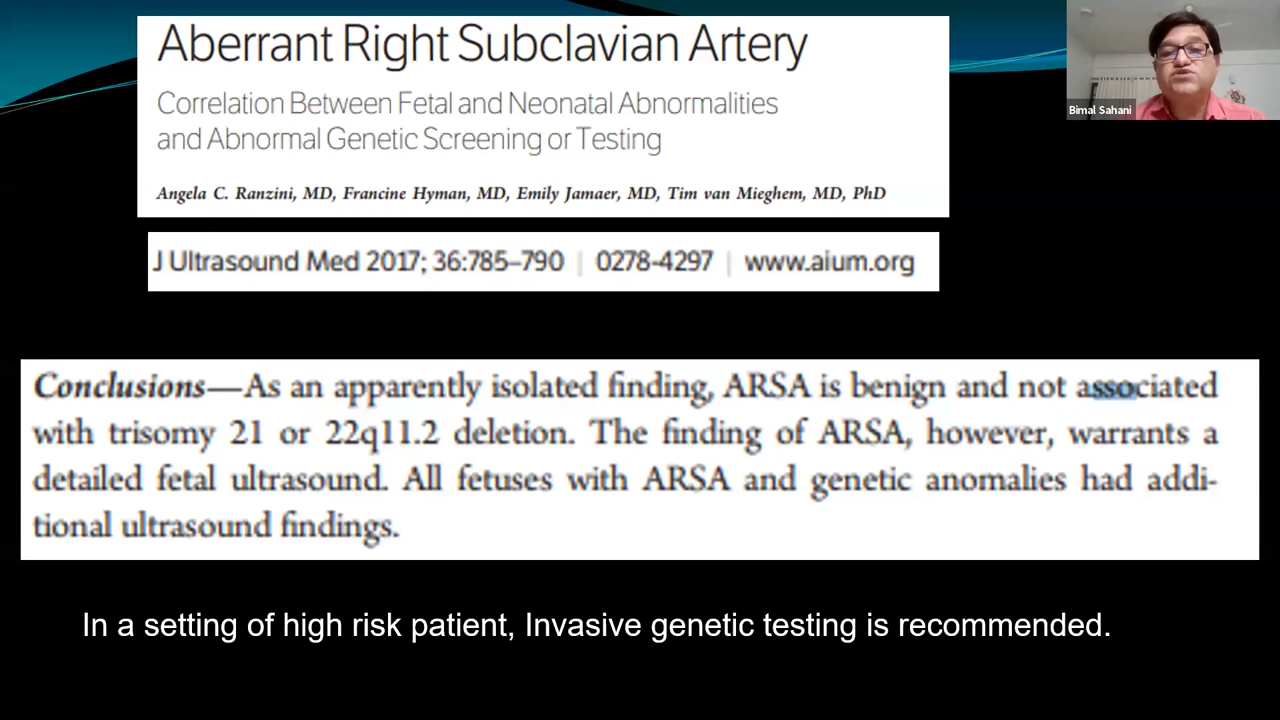 Aberrant Right Subclavian Artery
Correlation Between Fetal and Neonatal Abnormalities
and Abnormal Genetic Screening or Testing
Angela C. Ranzini, MD, Francine Hyman, MD, Emily Jamaer, MD, Tim van Mieghem, MD, PhD
J Ultrasound Med 2017; 36:785–790 | 0278-4297 | www.aium.org
Bimal Sahani
Conclusions—As an apparently isolated finding, ARSA is benign and not associated
with trisomy 21 or 22q11.2 deletion. The finding of ARSA, however, warrants a
detailed fetal ultrasound. All fetuses with ARSA and genetic anomalies had addi-
tional ultrasound findings.
In a setting of high risk patient, Invasive genetic testing is recommended.